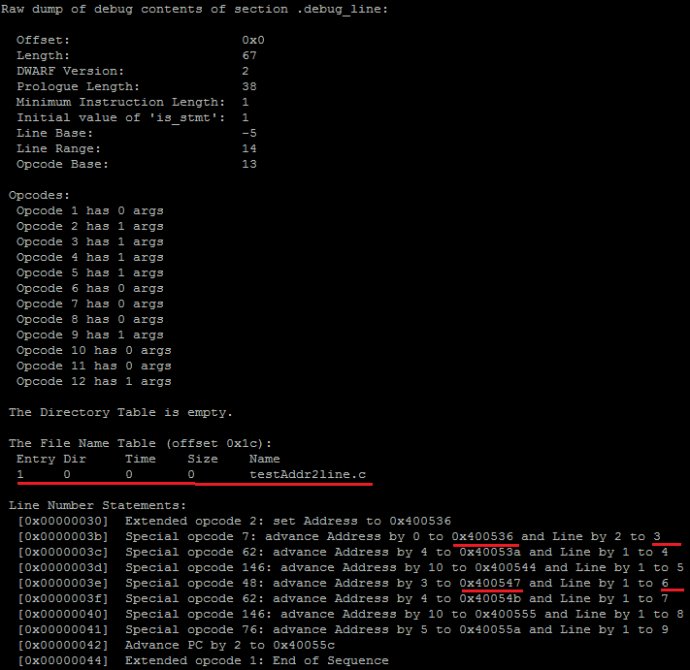 Raw dump of debug contents of section .debug_line:
Offset: 0x0
Length: 67
DWARF Version: 2
Prologue Length: 38
Minimum Instruction Length: 1
Initial value of 'is_stmt': 1
Line Base: -5
Line Range: 14
Opcode Base: 13
Opcodes:
Opcode 1 has 0 args
Opcode 2 has 1 args
Opcode 3 has 1 args
Opcode 4 has 1 args
Opcode 5 has 1 args
Opcode 6 has 0 args
Opcode 7 has 0 args
Opcode 8 has 0 args
Opcode 9 has 1 args
Opcode 10 has 0 args
Opcode 11 has 0 args
Opcode 12 has 1 args
The Directory Table is empty.
The File Name Table (offset 0x1c):
Entry Dir Time Size Name
1 0 0 0 testAddr2line.c
Line Number Statements:
[0x00000030] Extended opcode 2: set Address to 0x400536
[0x0000003b] Special opcode 7: advance Address by 0 to 0x400536 and Line by 2 to 3
[0x0000003c] Special opcode 62: advance Address by 4 to 0x40053a and Line by 1 to 4
[0x0000003d] Special opcode 146: advance Address by 10 to 0x400544 and Line by 1 to 5
[0x0000003e] Special opcode 48: advance Address by 3 to 0x400547 and Line by 1 to 6
[0x0000003f] Special opcode 62: advance Address by 4 to 0x40054b and Line by 1 to 7
[0x00000040] Special opcode 146: advance Address by 10 to 0x400555 and Line by 1 to 8
[0x00000041] Special opcode 76: advance Address by 5 to 0x40055a and Line by 1 to 9
[0x00000042] Advance PC by 2 to 0x40055c
[0x00000044] Extended opcode 1: End of Sequence